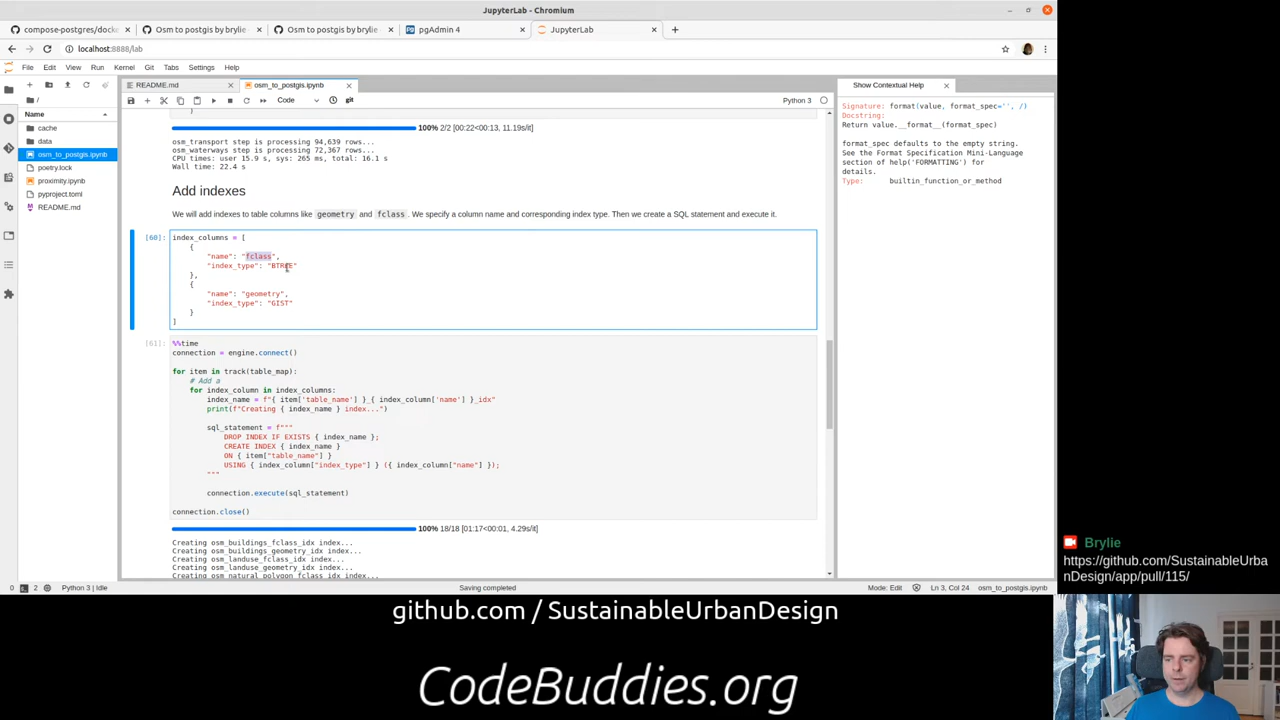 JupyterLab - Chromium
compose-postgres/docke
Osm to postgis by brylie
Osm to postgis by brylie
pgAdmin 4
JupyterLab
localhost:8888/lab
File Edit View Run Kernel Git Tabs Settings Help
README.md
osm_to_postgis.ipynb
Show Contextual Help
Code
git
Python 3
/
Name
cache
data
osm_to_postgis.ipynb
poetry.lock
proximity.ipynb
pyproject.toml
README.md
100% 2/2 [00:22<00:13, 11.19s/it]
osm_transport step is processing 94,639 rows...
osm_waterways step is processing 72,367 rows...
CPU times: user 15.9 s, sys: 265 ms, total: 16.1 s
Wall time: 22.4 s
Add indexes
We will add indexes to table columns like geometry and fclass. We specify a column name and corresponding index type. Then we create a SQL statement and execute it.
[60]:
index_columns = [
{
"name": "fclass",
"index_type": "BTREE"
},
{
"name": "geometry",
"index_type": "GIST"
}
]
[61]:
%%time
connection = engine.connect()
for item in track(table_map):
# Add a
for index_column in index_columns:
index_name = f"{ item['table_name'] }_{ index_column['name'] }_idx"
print(f"Creating { index_name } index...")
sql_statement = f"""
DROP INDEX IF EXISTS { index_name };
CREATE INDEX { index_name }
ON { item["table_name"] }
USING { index_column["index_type"] } ({ index_column["name"] });
"""
connection.execute(sql_statement)
connection.close()
100% 18/18 [01:17<00:01, 4.29s/it]
Creating osm_buildings_fclass_idx index...
Creating osm_buildings_geometry_idx index...
Creating osm_landuse_fclass_idx index...
Creating osm_landuse_geometry_idx index...
Creating osm_natural_polygon_fclass_idx index...
Signature: format(value, format_spec='', /)
Docstring:
Return value.__format__(format_spec)
format_spec defaults to the empty string.
See the Format Specification Mini-Language
section of help('FORMATTING') for
details.
Type: builtin_function_or_method
0 2 Python 3 | Idle
Saving completed
Mode: Edit
Ln 3, Col 24
osm_to_postgis.ipynb
Brylie
https://github.com/SustainableUrba
nDesign/app/pull/115/
github.com / SustainableUrbanDesign
CodeBuddies.org